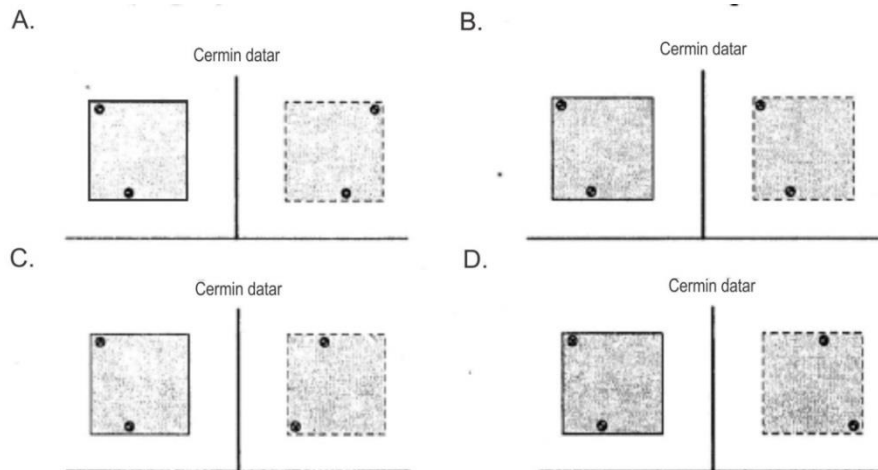 A.
Cermin datar
B.
Cermin datar
C.
Cermin datar
D.
Cermin datar